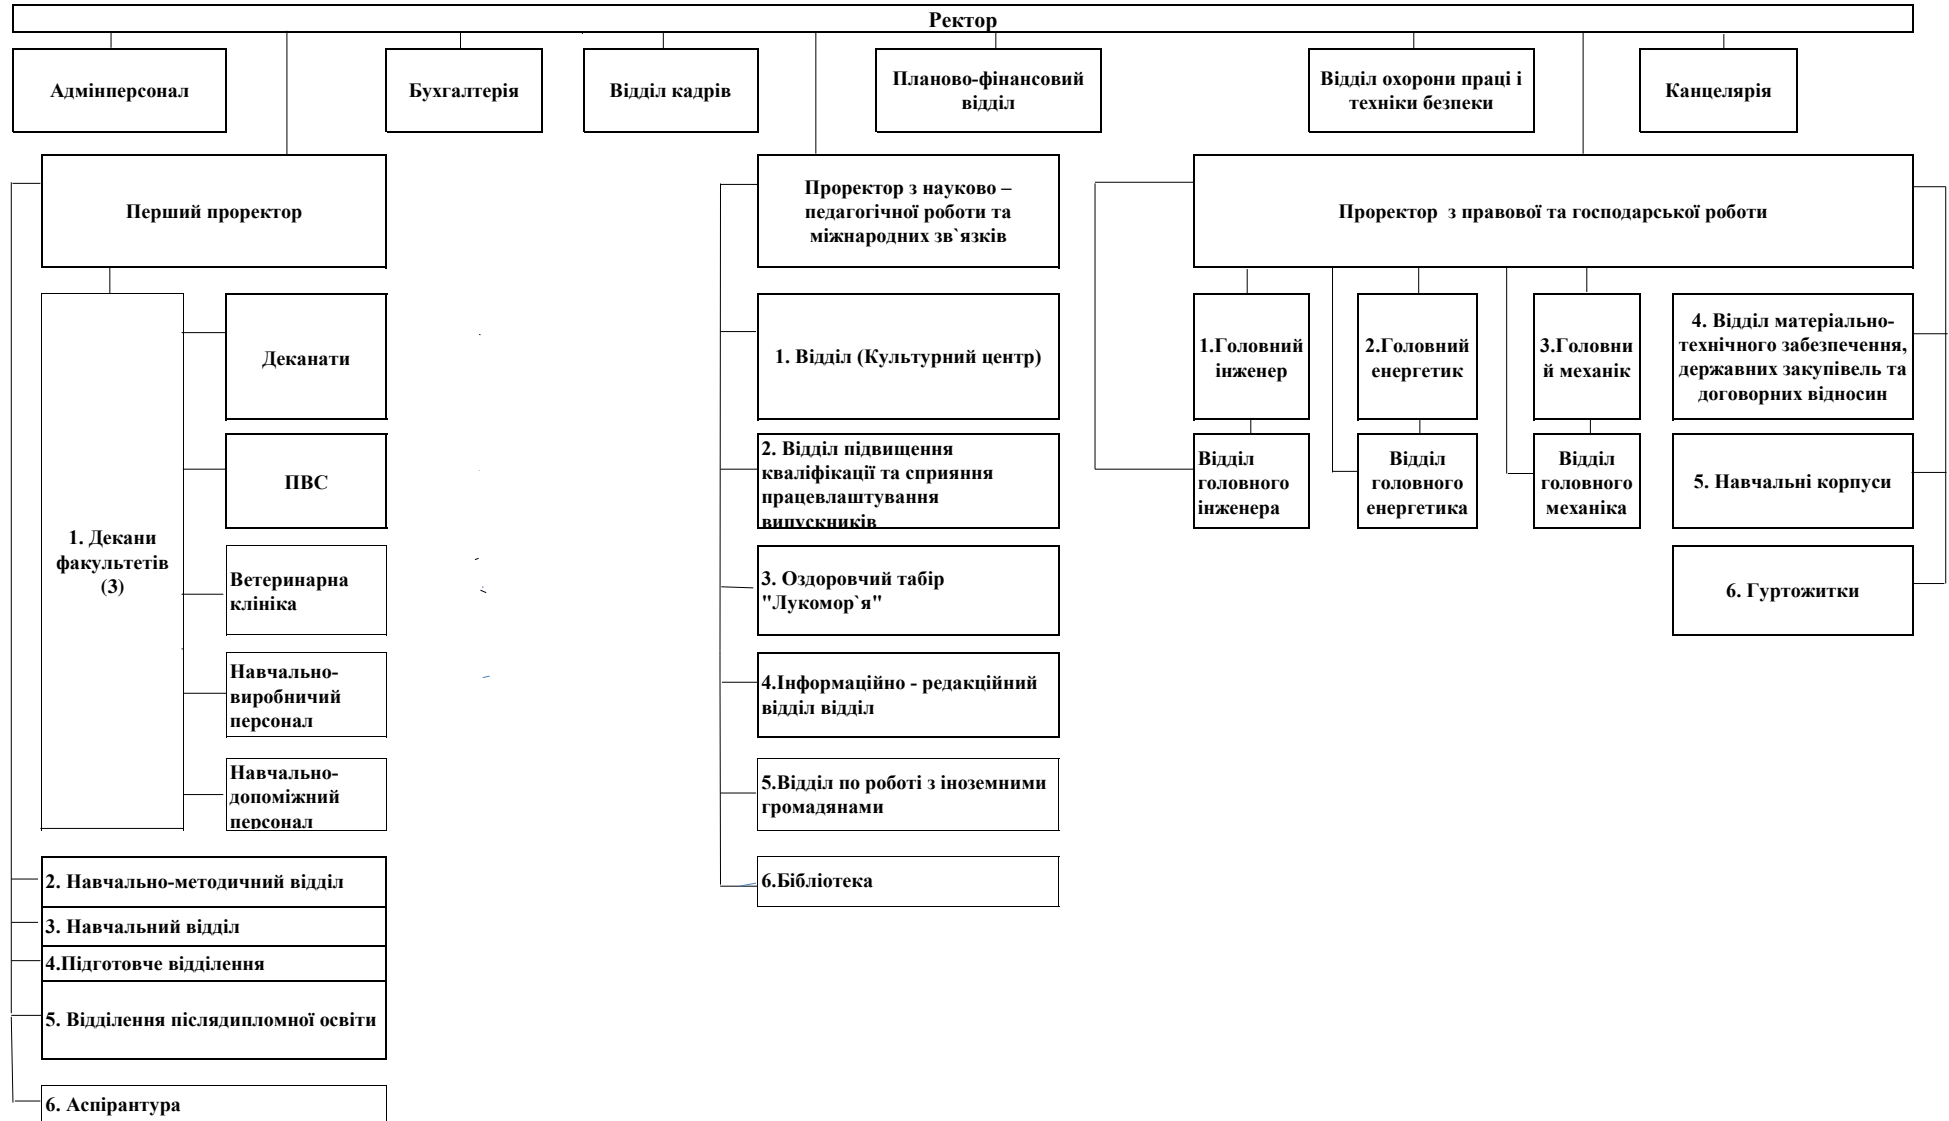 Ректор
Адмінперсонал
Бухгалтерія
Відділ кадрів
Планово-фінансовий
відділ
Відділ охорони праці і
техніки безпеки
Канцелярія
Перший проректор
Проректор з науково –
педагогічної роботи та
міжнародних зв`язків
Проректор з правової та господарської роботи
1. Декани
факультетів
(3)
Деканати
ПВС
Ветеринарна
клініка
Навчально-
виробничий
персонал
Навчально-
допоміжний
персонал
2. Навчально-методичний відділ
3. Навчальний відділ
4.Підготовче відділення
5. Відділення післядипломної освіти
6. Аспірантура
1. Відділ (Культурний центр)
2. Відділ підвищення
кваліфікації та сприяння
працевлаштування
випускників
3. Оздоровчий табір
"Лукомор`я"
4.Інформаційно - редакційний
відділ відділ
5.Відділ по роботі з іноземними
громадянами
6.Бібліотека
1.Головний
інженер
2.Головний
енергетик
3.Головни
й механік
4. Відділ матеріально-
технічного забезпечення,
державних закупівель та
договорних відносин
Відділ
головного
інженера
Відділ
головного
енергетика
Відділ
головного
механіка
5. Навчальні корпуси
6. Гуртожитки